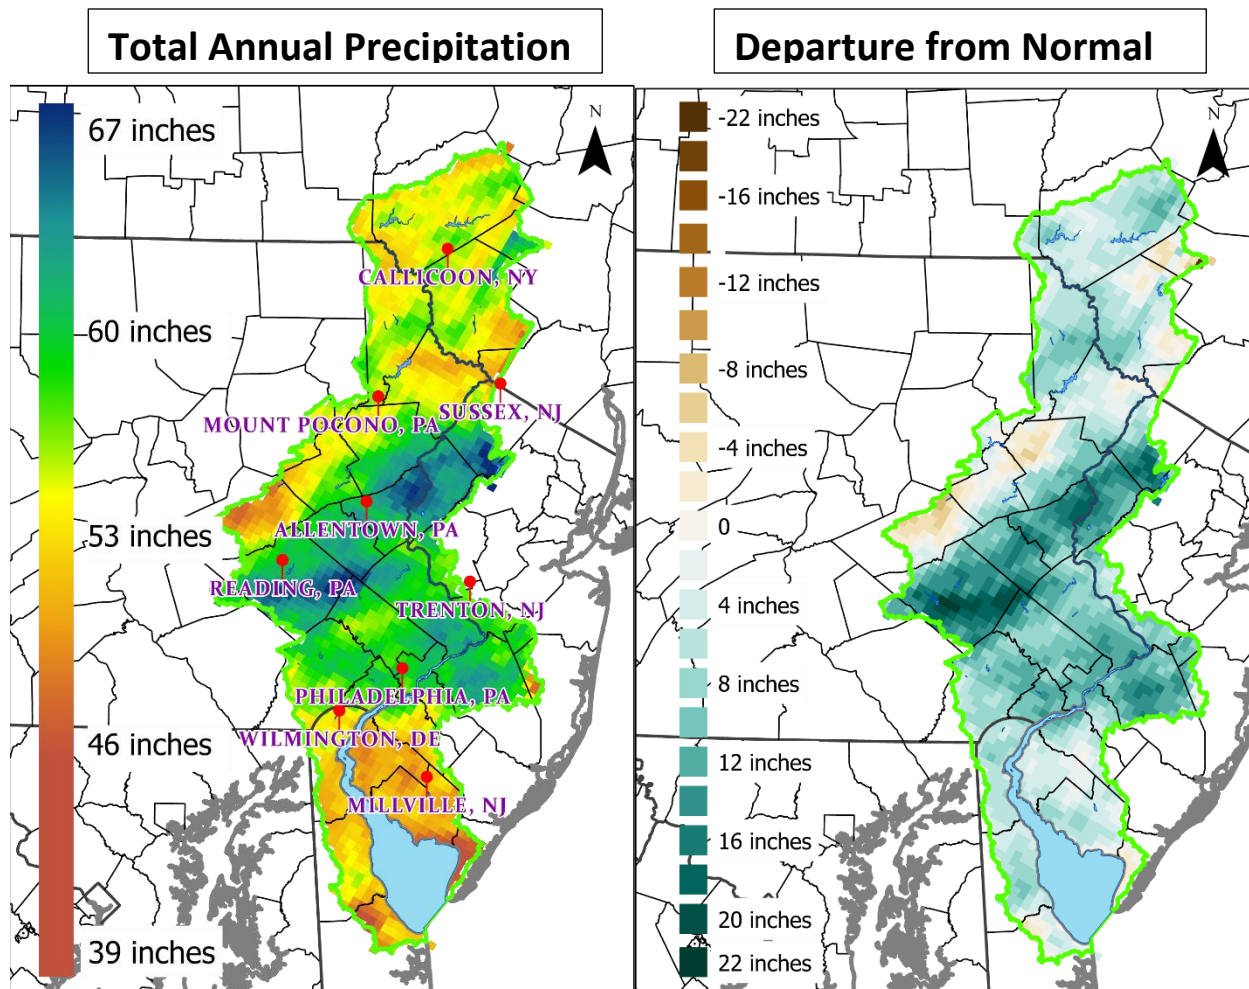 Total Annual Precipitation
Departure from Normal
67 inches
60 inches
53 inches
46 inches
39 inches
N
CALLICOON, NY
SUSSEX, NJ
MOUNT POCONO, PA
ALLENTOWN, PA
READING, PA
TRENTON, NJ
PHILADELPHIA, PA
WILMINGTON, DE
MILLVILLE, NJ
-22 inches
-16 inches
-12 inches
-8 inches
-4 inches
0
4 inches
8 inches
12 inches
16 inches
20 inches
22 inches
N